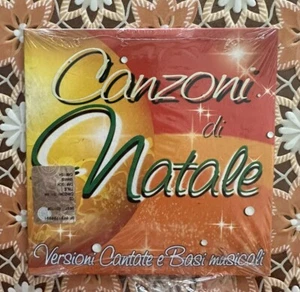 Canzoni
di
Natale
Versioni Cantate e Basi musicali